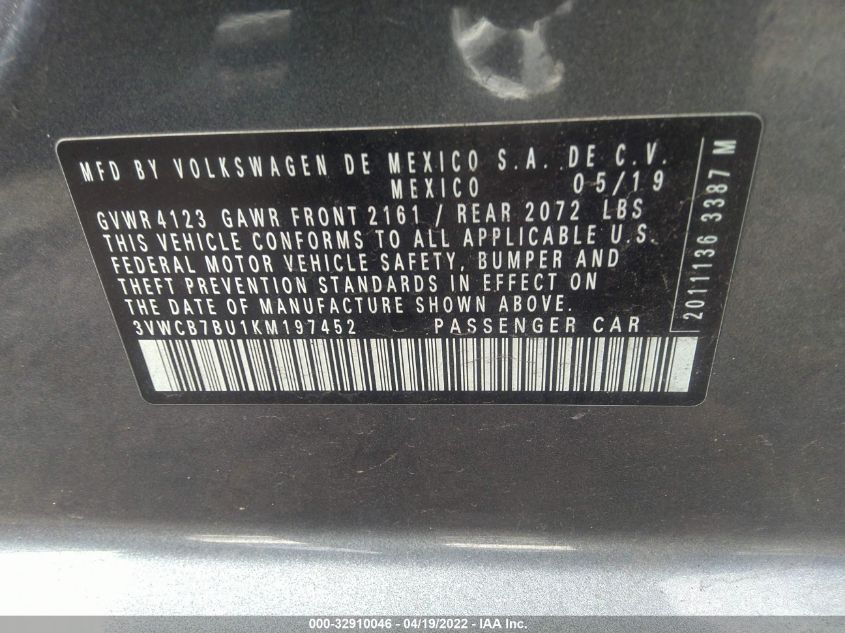 MFD BY VOLKSWAGEN DE MEXICO S.A. DE C.V.
MEXICO 05/19
GVWR4123 GAWR FRONT 2161 / REAR 2072 LBS
THIS VEHICLE CONFORMS TO ALL APPLICABLE U.S.
FEDERAL MOTOR VEHICLE SAFETY, BUMPER AND
THEFT PREVENTION STANDARDS IN EFFECT ON
THE DATE OF MANUFACTURE SHOWN ABOVE.
3VWCB7BU1KM197452 PASSENGER CAR
2011136 3387 M
000-32910046 - 04/19/2022 - IAA Inc.